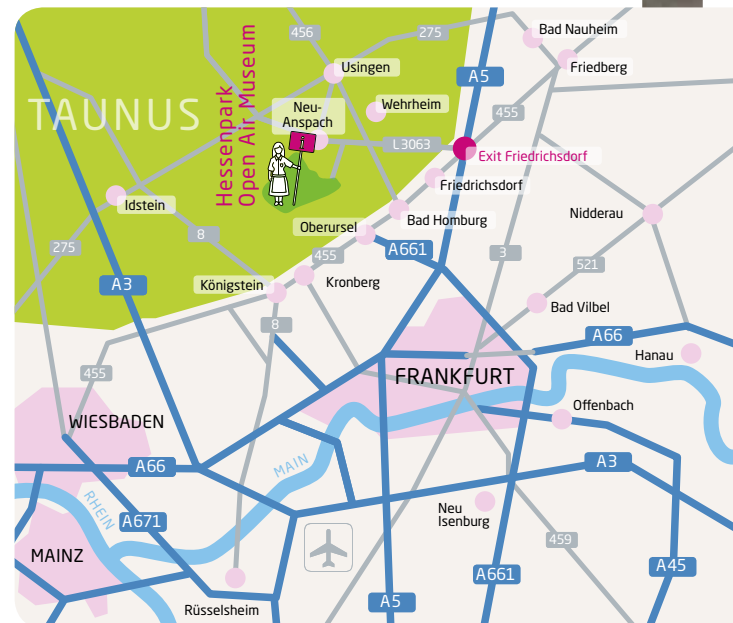 456
275
Bad Nauheim
Friedberg
Usingen
A5
Wehrheim
455
TAUNUS
Hessenpark
Open Air Museum
Neu-
Anspach
L3063
Exit Friedrichsdorf
Friedrichsdorf
Idstein
Bad Homburg
Nidderau
8
Oberursel
275
455
A661
3
521
A3
Königstein
Kronberg
8
Bad Vilbel
A66
Hanau
455
FRANKFURT
Offenbach
WIESBADEN
A66
MAIN
A3
RHEIN
A671
Neu
Isenburg
459
MAINZ
A45
A661
A5
Rüsselsheim